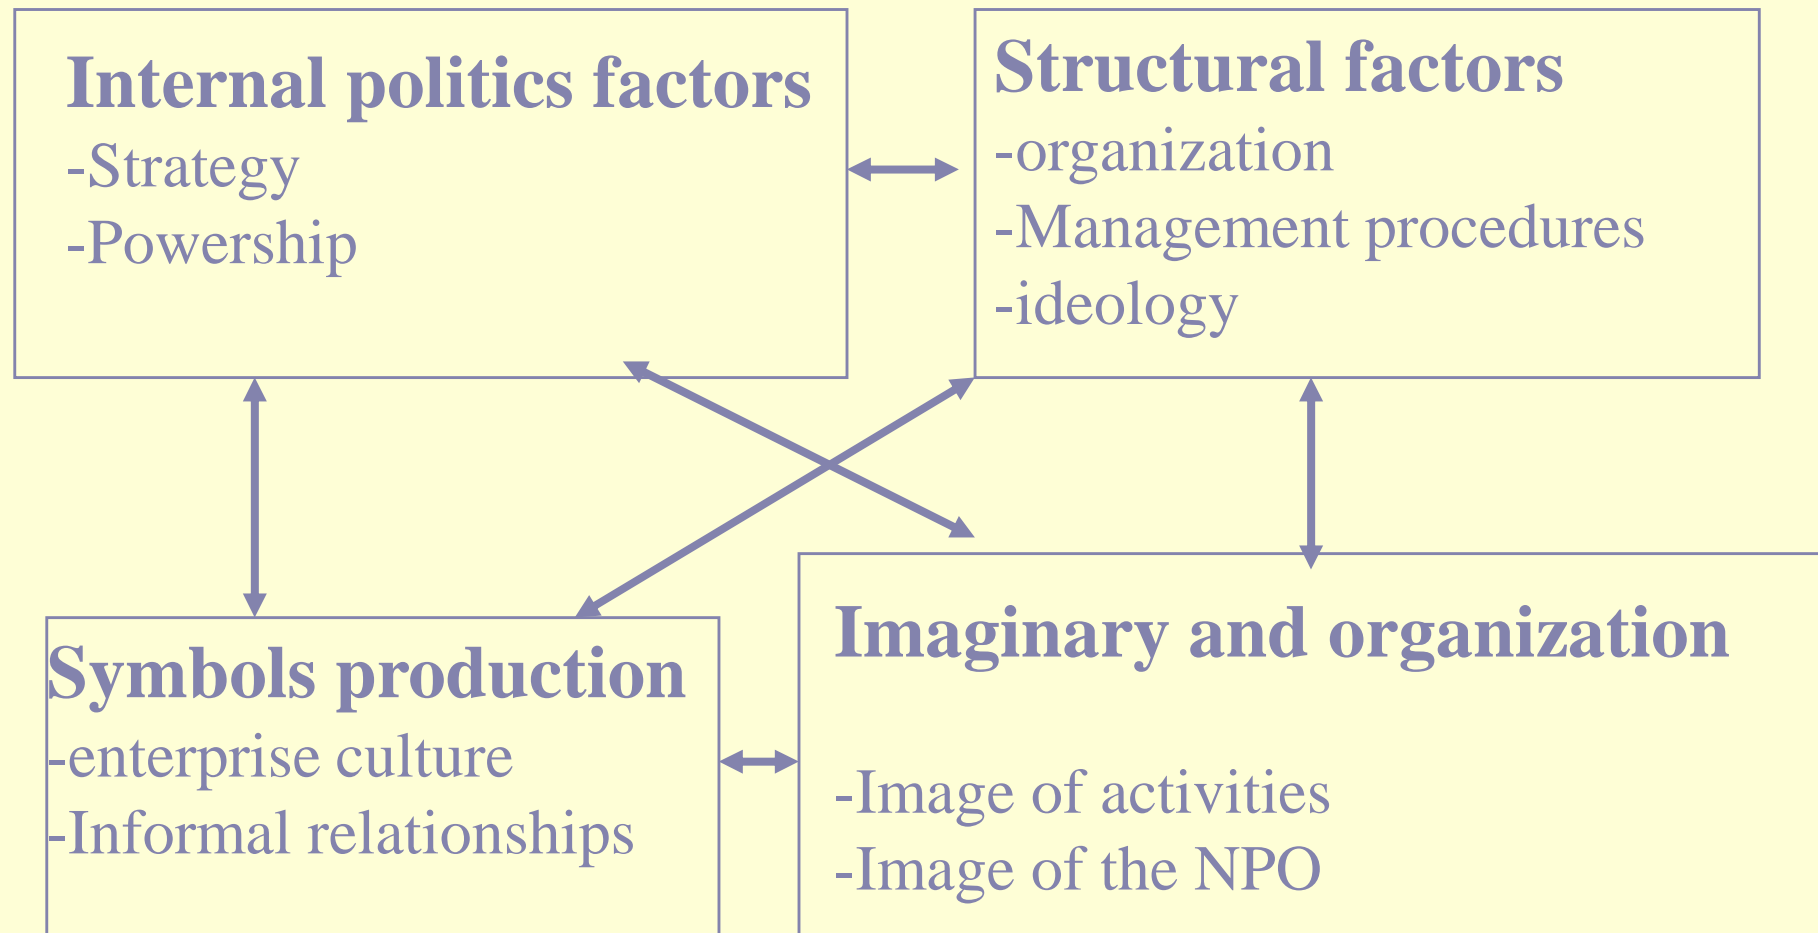 Internal politics factors
-Strategy
-Powership
Structural factors
-organization
-Management procedures
-ideology
Symbols production
-enterprise culture
-Informal relationships
Imaginary and organization
-Image of activities
-Image of the NPO